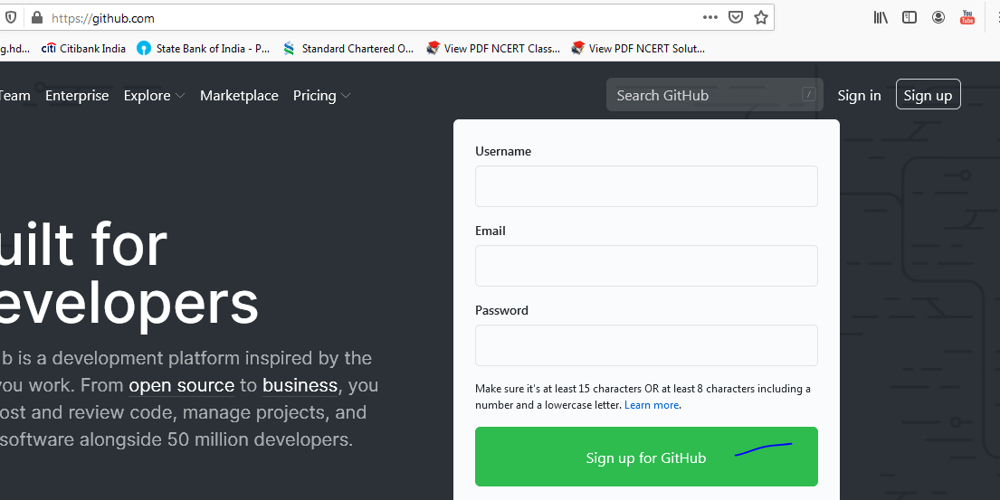 https://github.com
g.hd... citi Citibank India State Bank of India - P... Standard Chartered O... View PDF NCERT Class... View PDF NCERT Solut...
Team Enterprise Explore Marketplace Pricing Search GitHub / Sign in Sign up
Username
uilt for
evelopers
Email
Password
b is a development platform inspired by the
you work. From open source to business, you
ost and review code, manage projects, and
software alongside 50 million developers.
Make sure it's at least 15 characters OR at least 8 characters including a
number and a lowercase letter. Learn more.
Sign up for GitHub
You
Tube